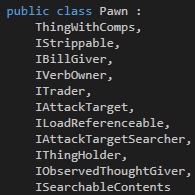 public class Pawn :
ThingWithComps,
IStrippable,
IBillGiver,
IVerbOwner,
ITrader,
IAttackTarget,
ILoadReferenceable,
IAttackTargetSearcher,
IThingHolder,
IObservedThoughtGiver,
ISearchableContents